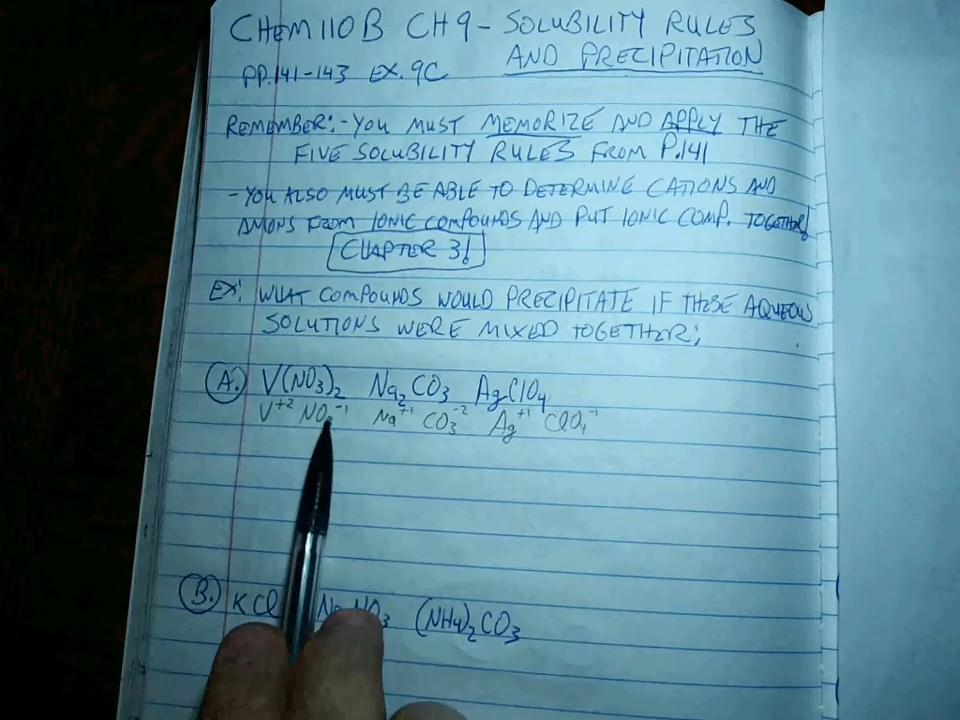 CHEM 110B CH 9 - SOLUBILITY RULES
AND PRECIPITATION
PP. 141-143 EX. 9C
REMEMBER: - YOU MUST MEMORIZE AND APPLY THE
FIVE SOLUBILITY RULES FROM P. 141
- YOU ALSO MUST BE ABLE TO DETERMINE CATIONS AND
ANIONS FROM IONIC COMPOUNDS AND PUT IONIC COMP. TOGETHER!
CHAPTER 3!
EX: WHAT COMPOUNDS WOULD PRECIPITATE IF THESE AQUEOUS
SOLUTIONS WERE MIXED TOGETHER:
A. V(NO3)2 Na2CO3 AgClO4
V+2 NO3-1 Na+1 CO3-2 Ag+1 ClO4-1
B. KCl NO3 (NH4)2CO3